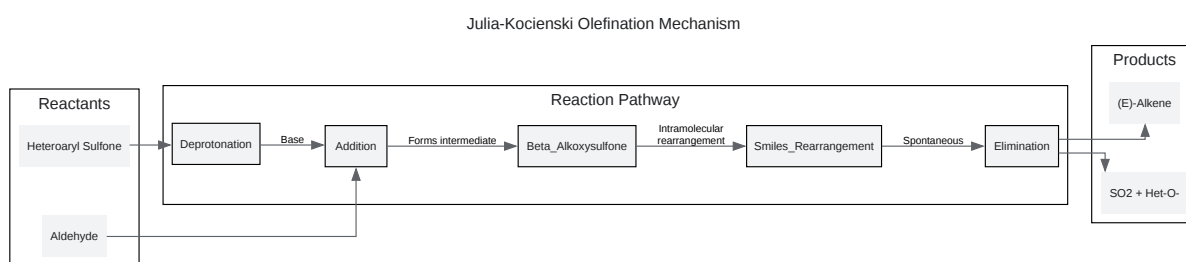 Julia-Kocienski Olefination Mechanism
Reactants
Heteroaryl Sulfone
Aldehyde
Reaction Pathway
Deprotonation
Base
Addition
Forms intermediate
Beta_Alkoxysulfone
Intramolecular
rearrangement
Smiles_Rearrangement
Spontaneous
Elimination
Products
(E)-Alkene
SO2 + Het-O-